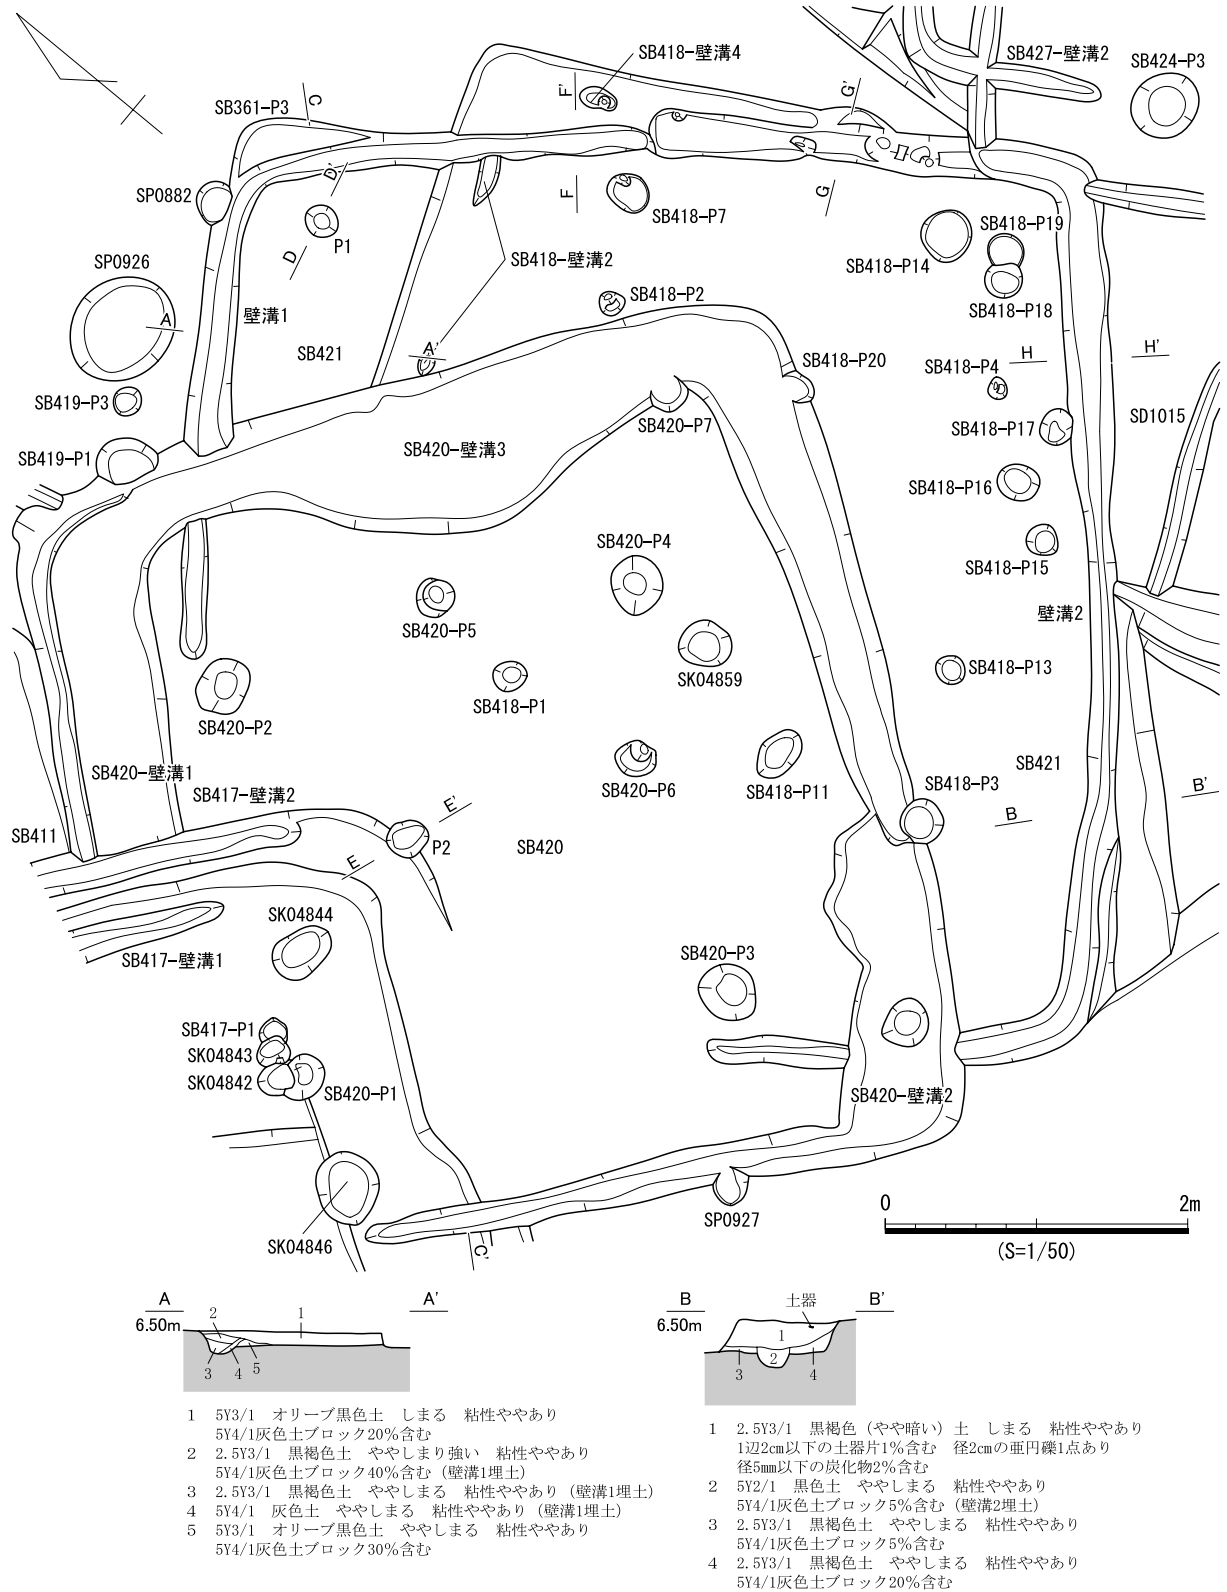 SB418-壁溝4
SB427-壁溝2
SB424-P3
F'
G'
SB361-P3
C
D'
SP0882
F
G
P1
SB418-P7
SB418-P19
D
SP0926
SB418-壁溝2
SB418-P14
SB418-P2
SB418-P18
壁溝1
A
SB421
A'
SB418-P20
H
H'
SB418-P4
SB419-P3
SB420-P7
SD1015
SB418-P17
SB419-P1
SB420-壁溝3
SB418-P16
SB420-P4
SB418-P15
SB420-P5
壁溝2
SK04859
SB418-P13
SB418-P1
SB420-P2
SB420-壁溝1
SB421
SB417-壁溝2
SB420-P6
SB418-P11
SB418-P3
B'
E'
B
SB411
P2
SB420
E
SK04844
SB417-壁溝1
SB420-P3
SB417-P1
SK04843
SK04842
SB420-P1
SB420-壁溝2
SP0927
0
2m
SK04846
C'
(S=1/50)
A
A'
6.50m
2
1
3
4
5
1 5Y3/1 オリーブ黒色土 しまる 粘性ややあり
5Y4/1灰色土ブロック20%含む
2 2.5Y3/1 黒褐色土 ややしまり強い 粘性ややあり
5Y4/1灰色土ブロック40%含む（壁溝1埋土）
3 2.5Y3/1 黒褐色土 ややしまる 粘性ややあり（壁溝1埋土）
4 5Y4/1 灰色土 ややしまる 粘性ややあり（壁溝1埋土）
5 5Y3/1 オリーブ黒色土 ややしまる 粘性ややあり
5Y4/1灰色土ブロック30%含む
B
土器
B'
6.50m
1
2
3
4
1 2.5Y3/1 黒褐色（やや暗い）土 しまる 粘性ややあり
1辺2cm以下の土器片1%含む 径2cmの亜円礫1点あり
径5mm以下の炭化物2%含む
2 5Y2/1 黒色土 ややしまる 粘性ややあり
5Y4/1灰色土ブロック5%含む（壁溝2埋土）
3 2.5Y3/1 黒褐色土 ややしまる 粘性ややあり
5Y4/1灰色土ブロック5%含む
4 2.5Y3/1 黒褐色土 ややしまる 粘性ややあり
5Y4/1灰色土ブロック20%含む